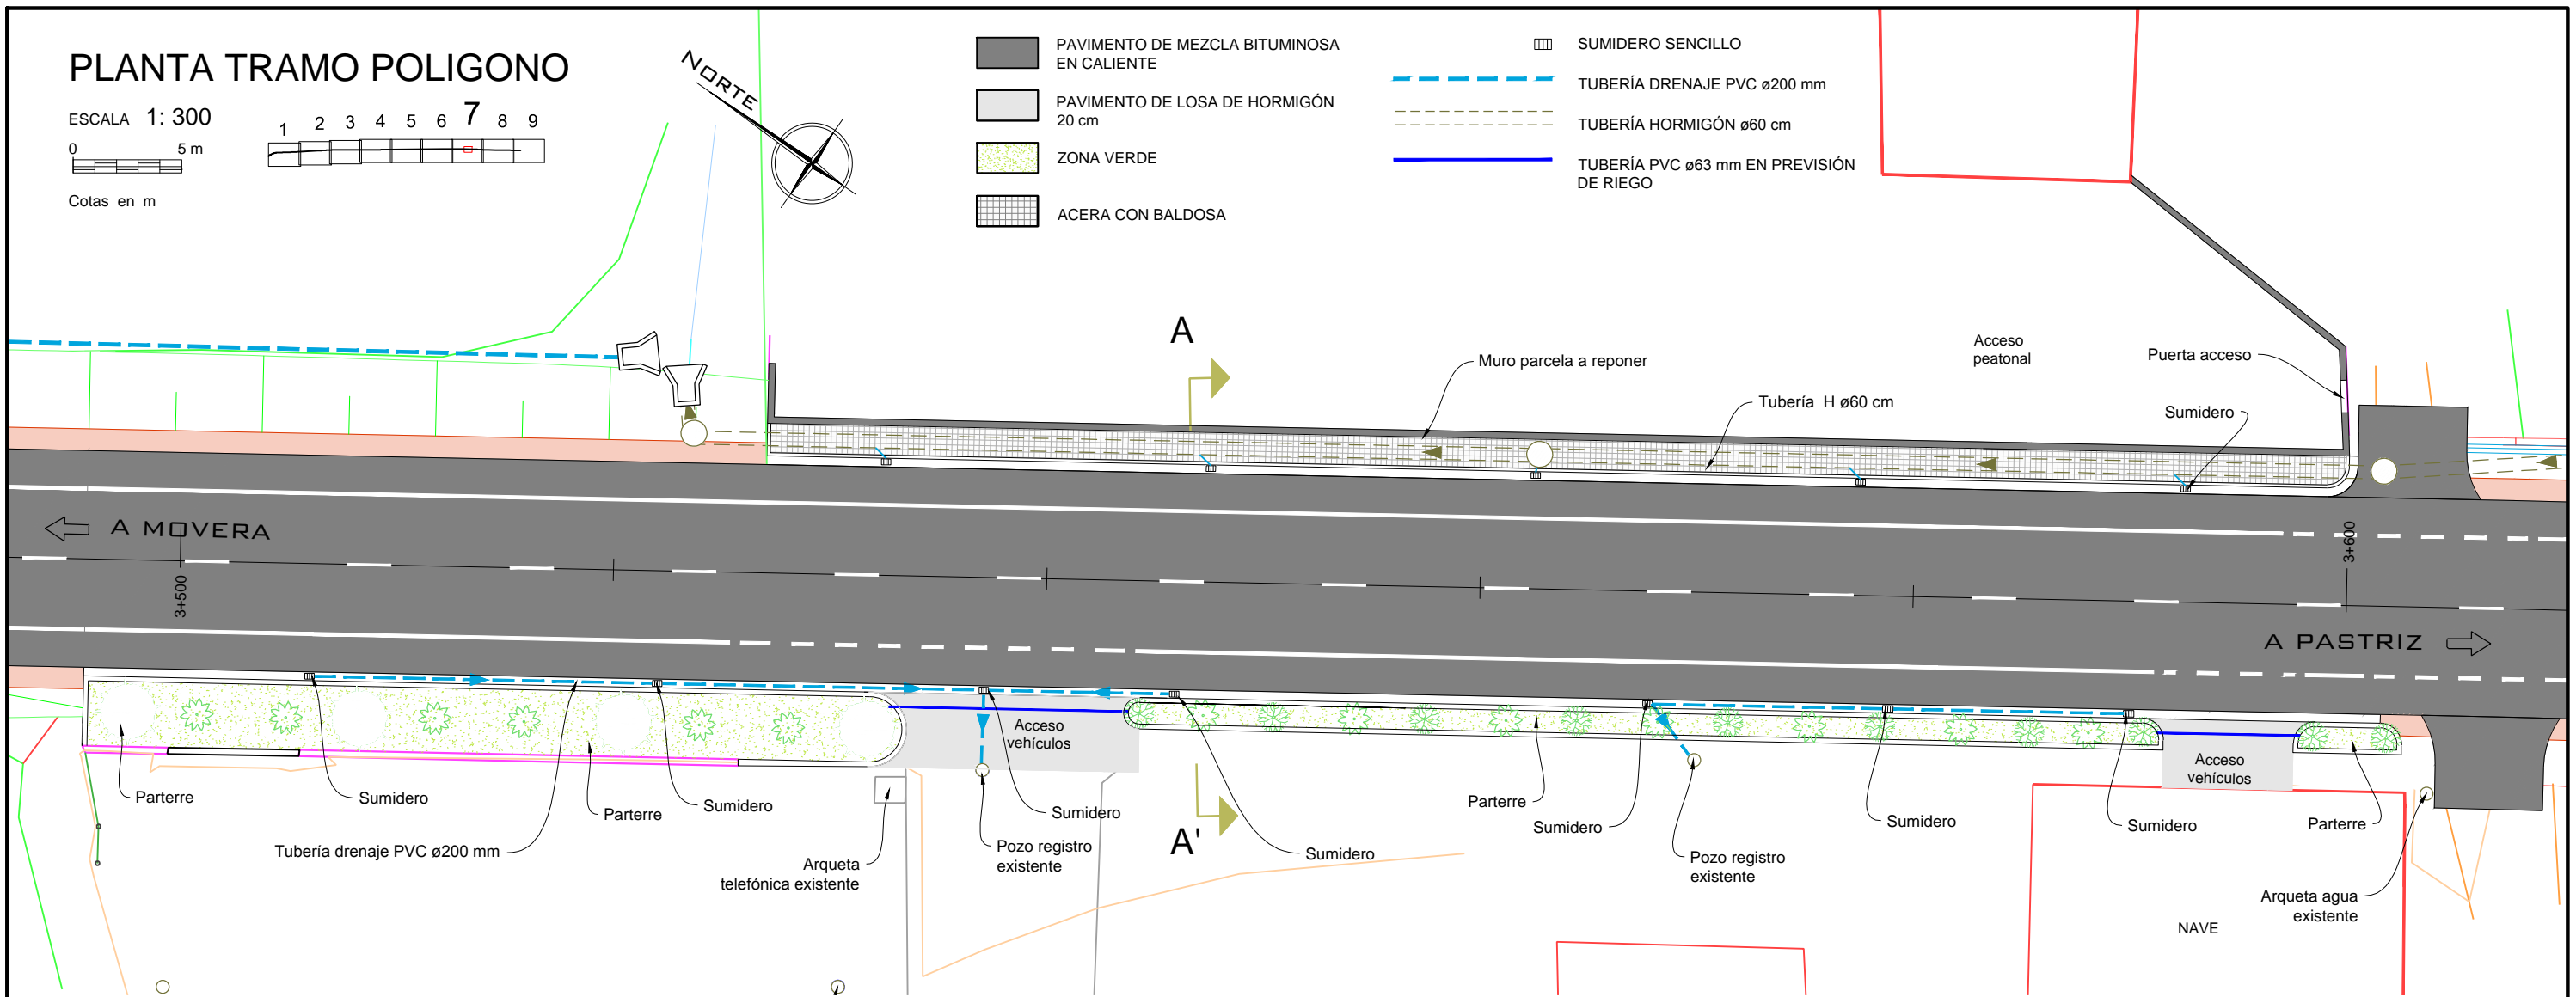 PLANTA TRAMO POLIGONO
ESCALA 1: 300
0 5 m
Cotas en m
1 2 3 4 5 6 7 8 9
NORTE
PAVIMENTO DE MEZCLA BITUMINOSA
EN CALIENTE
PAVIMENTO DE LOSA DE HORMIGÓN
20 cm
ZONA VERDE
ACERA CON BALDOSA
SUMIDERO SENCILLO
TUBERÍA DRENAJE PVC ø200 mm
TUBERÍA HORMIGÓN ø60 cm
TUBERÍA PVC ø63 mm EN PREVISIÓN
DE RIEGO
A
Muro parcela a reponer
Acceso
peatonal
Puerta acceso
Tubería H ø60 cm
Sumidero
A MOVERA
3+500
3+600
A PASTRIZ
Acceso
vehículos
Acceso
vehículos
Parterre
Sumidero
Parterre
Sumidero
Sumidero
Parterre
Sumidero
Sumidero
Sumidero
Parterre
Tubería drenaje PVC ø200 mm
Arqueta
telefónica existente
Pozo registro
existente
A'
Sumidero
Pozo registro
existente
Arqueta agua
existente
NAVE